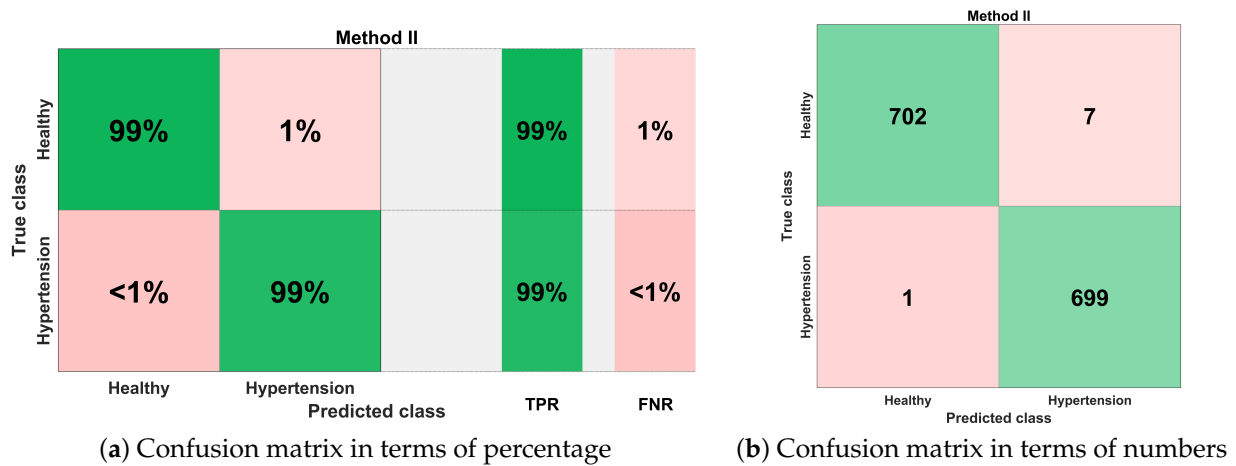 Method II
True class
Healthy
99%
1%
99%
1%
Hypertension
<1%
99%
99%
<1%
Healthy
Hypertension
Predicted class
TPR
FNR
(a) Confusion matrix in terms of percentage
Method II
True class
Healthy
702
7
Hypertension
1
699
Healthy
Hypertension
Predicted class
(b) Confusion matrix in terms of numbers